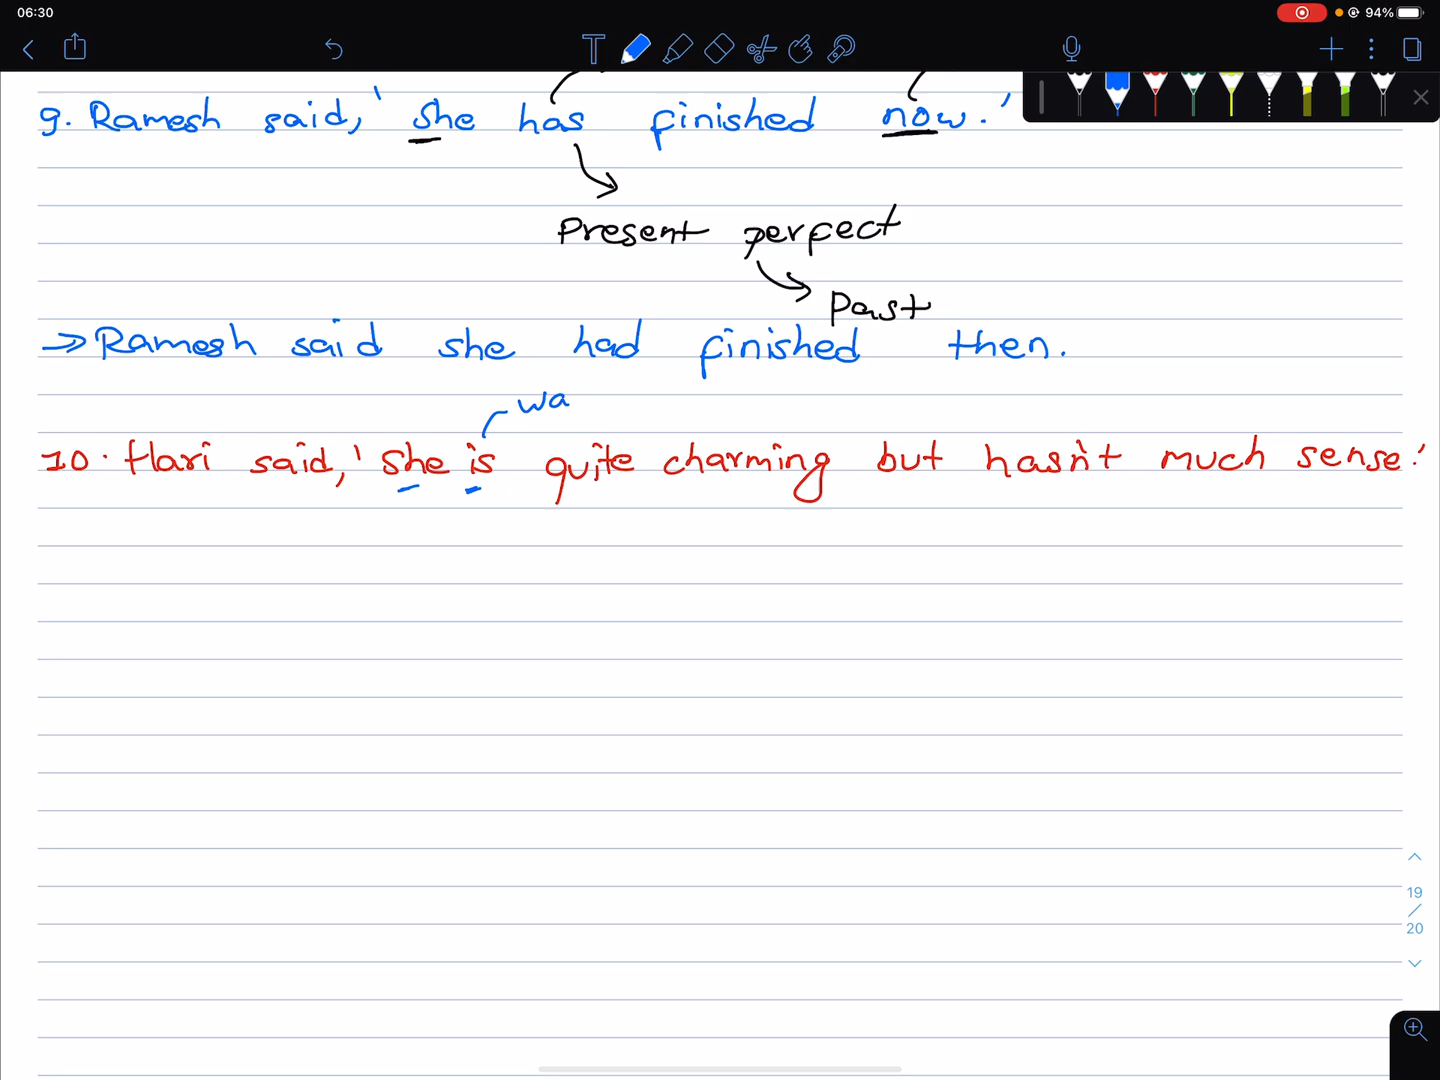 06:30
94%
T
9. Ramesh said, 'She has finished now.'
Present perfect
Past
→ Ramesh said she had finished then.
wa
10. Hari said, 'She is quite charming but hasn't much sense.'
19
/
20